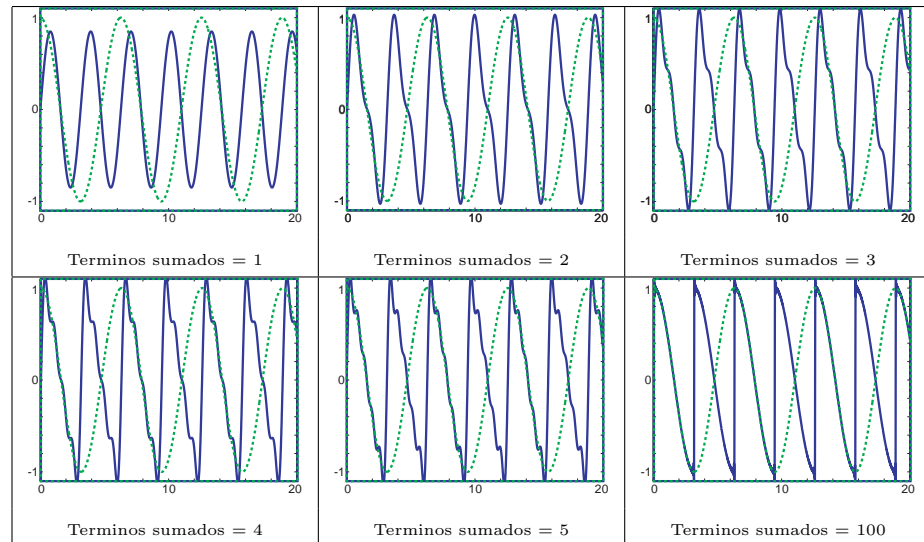 1 1 1
0 0 0
-1 -1 -1
0 10 20 0 10 20 0 10 20
Terminos sumados = 1 Terminos sumados = 2 Terminos sumados = 3
1 1 1
0 0 0
-1 -1 -1
0 10 20 0 10 20 0 10 20
Terminos sumados = 4 Terminos sumados = 5 Terminos sumados = 100